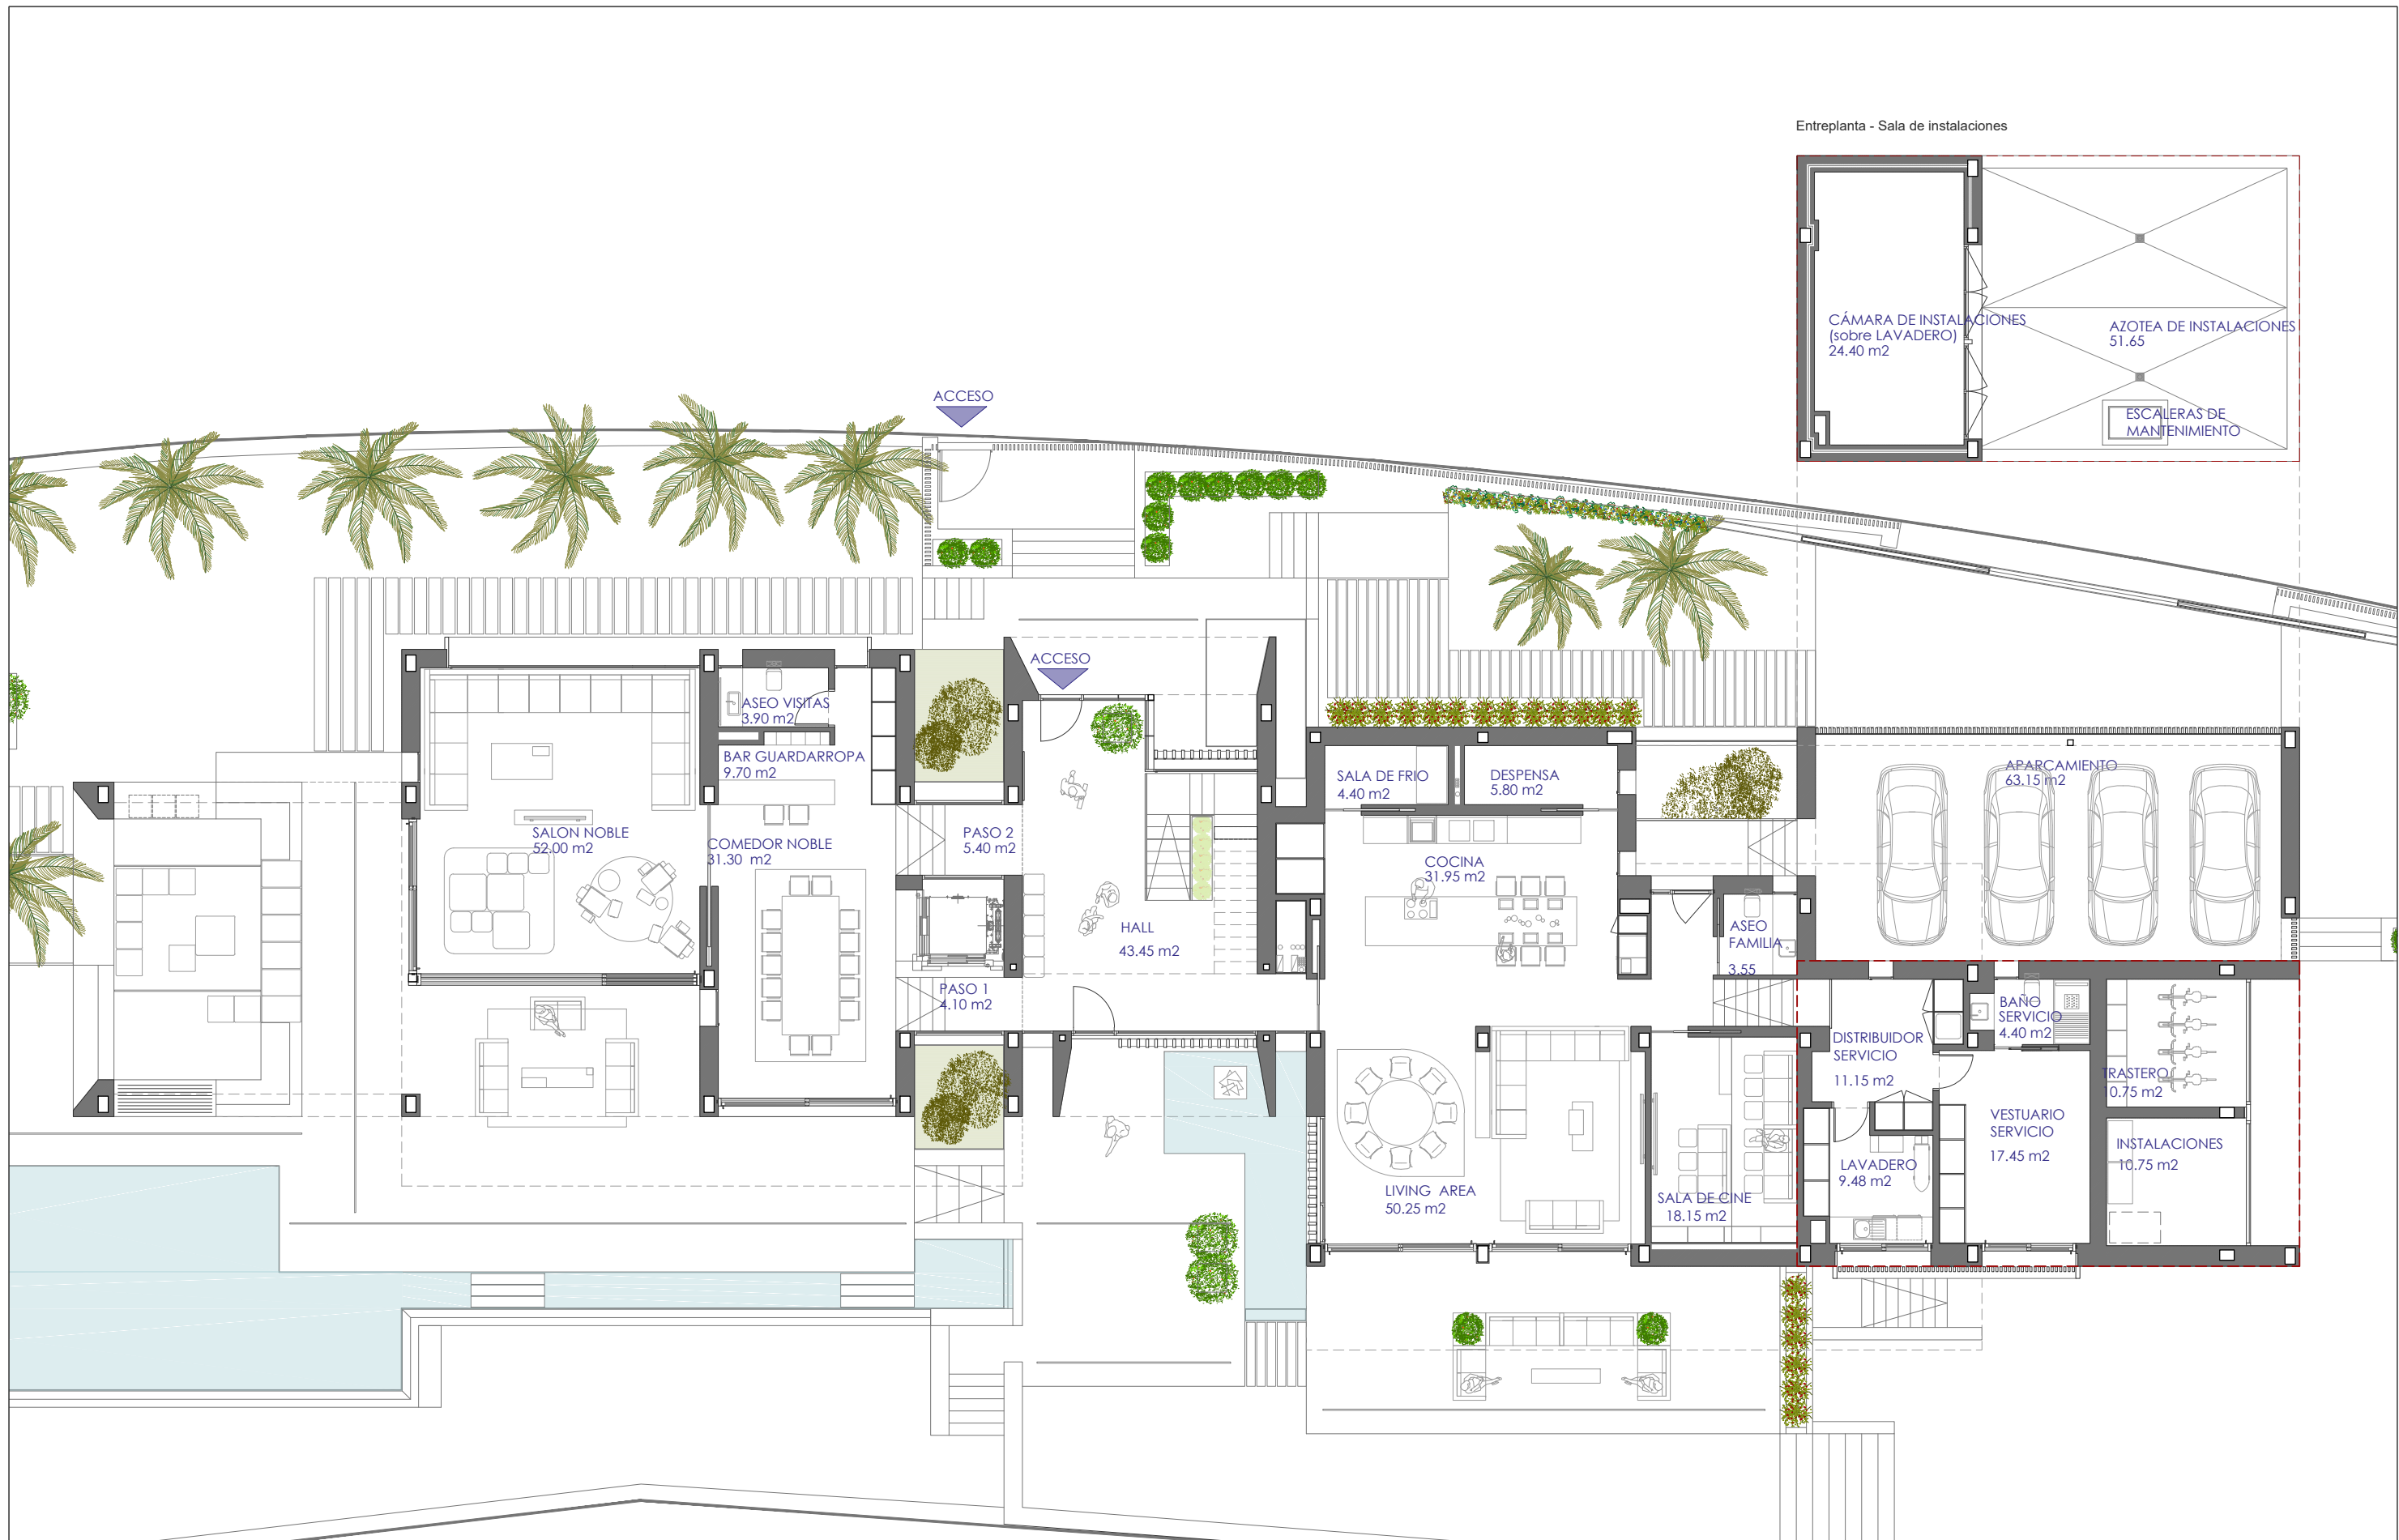 Entreplanta - Sala de instalaciones
CÁMARA DE INSTALACIONES
(sobre LAVADERO)
24.40 m2
AZOTEA DE INSTALACIONES
51.65
ESCALERAS DE
MANTENIMIENTO
ACCESO
ACCESO
ASEO VISITAS
3.90 m2
BAR GUARDARROPA
9.70 m2
SALON NOBLE
52.00 m2
COMEDOR NOBLE
31.30 m2
PASO 2
5.40 m2
PASO 1
4.10 m2
HALL
43.45 m2
SALA DE FRIO
4.40 m2
DESPENSA
5.80 m2
COCINA
31.95 m2
APARCAMIENTO
63.15 m2
ASEO
FAMILIA
3.55
DISTRIBUIDOR
SERVICIO
11.15 m2
BAÑO
SERVICIO
4.40 m2
TRASTERO
10.75 m2
VESTUARIO
SERVICIO
17.45 m2
INSTALACIONES
10.75 m2
LAVADERO
9.48 m2
LIVING AREA
50.25 m2
SALA DE CINE
18.15 m2